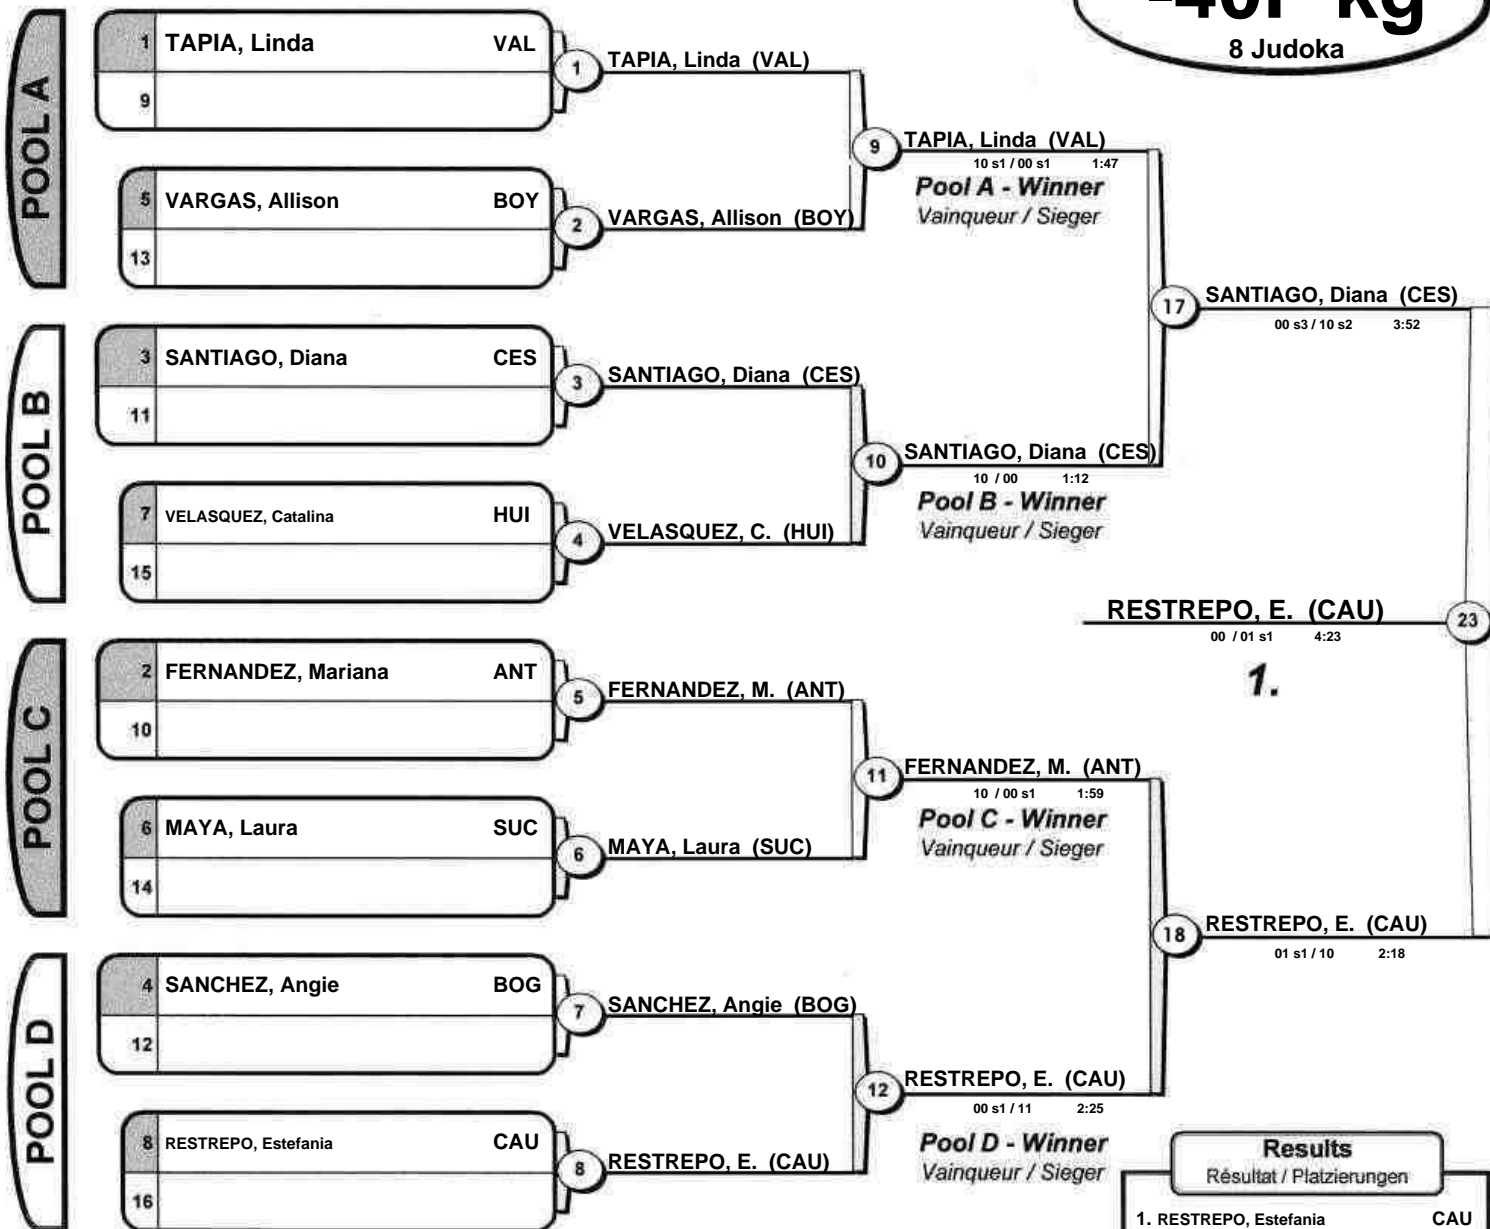 kg
8 Judoka
POOL A
1 TAPIA, Linda VAL
9
1
TAPIA, Linda (VAL)
5 VARGAS, Allison BOY
13
2
VARGAS, Allison (BOY)
9
TAPIA, Linda (VAL)
10 s1 / 00 s1 1:47
Pool A - Winner
Vainqueur / Sieger
POOL B
3 SANTIAGO, Diana CES
11
3
SANTIAGO, Diana (CES)
7 VELASQUEZ, Catalina HUI
15
4
VELASQUEZ, C. (HUI)
10
SANTIAGO, Diana (CES)
10 / 00 1:12
Pool B - Winner
Vainqueur / Sieger
17
SANTIAGO, Diana (CES)
00 s3 / 10 s2 3:52
RESTREPO, E. (CAU)
23
00 / 01 s1 4:23
1.
POOL C
2 FERNANDEZ, Mariana ANT
10
5
FERNANDEZ, M. (ANT)
6 MAYA, Laura SUC
14
6
MAYA, Laura (SUC)
11
FERNANDEZ, M. (ANT)
10 / 00 s1 1:59
Pool C - Winner
Vainqueur / Sieger
POOL D
4 SANCHEZ, Angie BOG
12
7
SANCHEZ, Angie (BOG)
8 RESTREPO, Estefania CAU
16
8
RESTREPO, E. (CAU)
12
RESTREPO, E. (CAU)
00 s1 / 11 2:25
Pool D - Winner
Vainqueur / Sieger
18
RESTREPO, E. (CAU)
01 s1 / 10 2:18
Results
Résultat / Platzierungen
1. RESTREPO, Estefania CAU